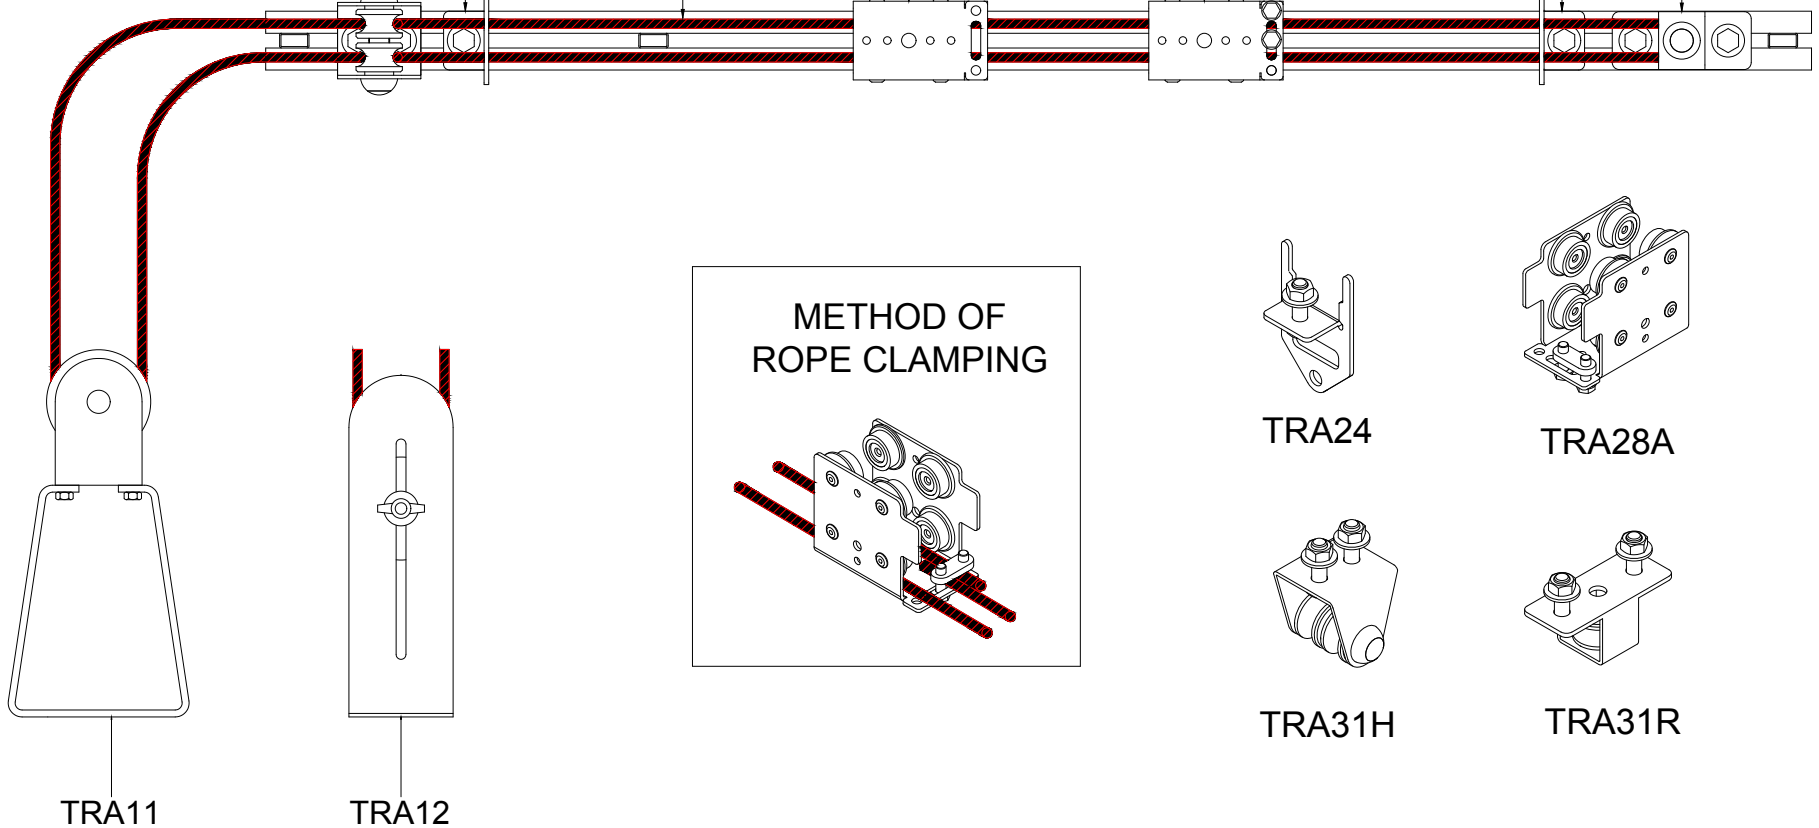 METHOD OF
ROPE CLAMPING
TRA24
TRA28A
TRA31H
TRA31R
TRA11
TRA12